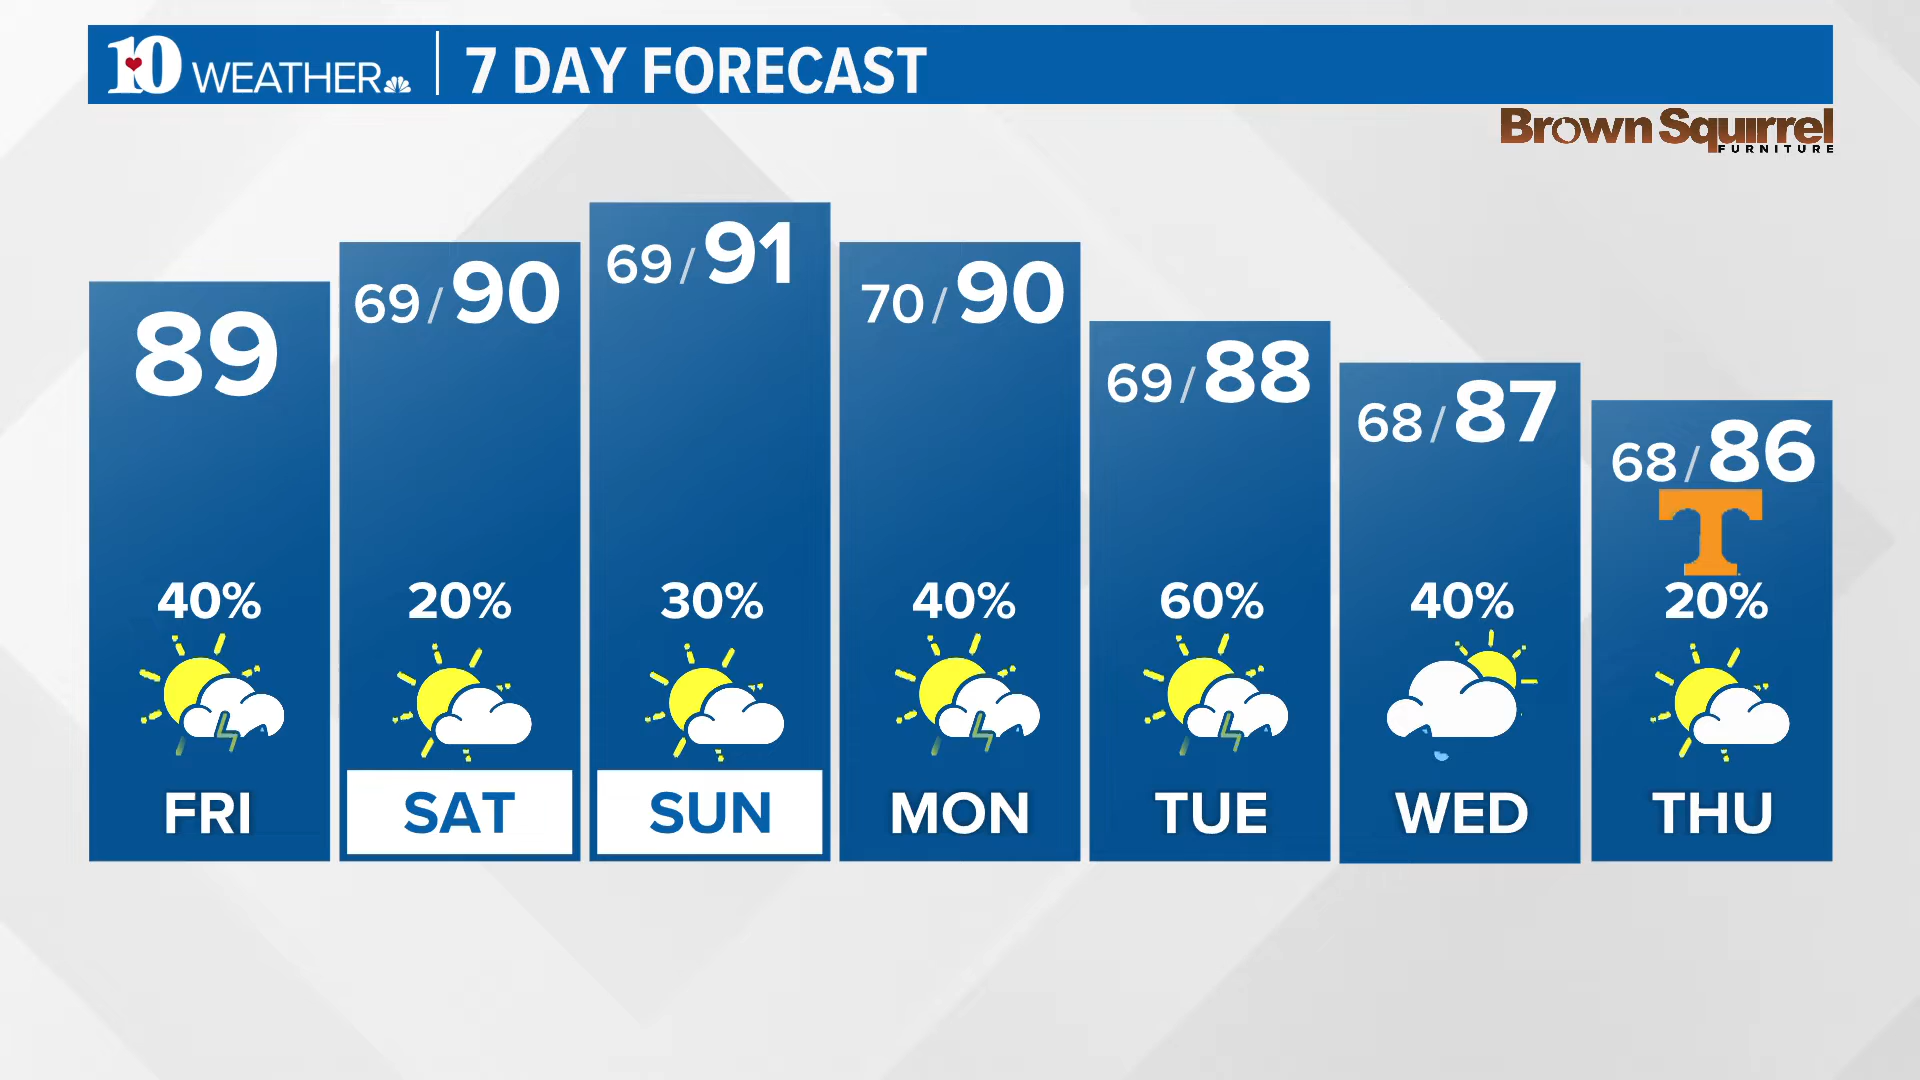 10 WEATHER 7 DAY FORECAST
Brown Squirrel
FURNITURE
89
69/90
69/91
70/90
69/88
68/87
68/86
T
40% 20% 30% 40% 60% 40% 20%
FRI SAT SUN MON TUE WED THU